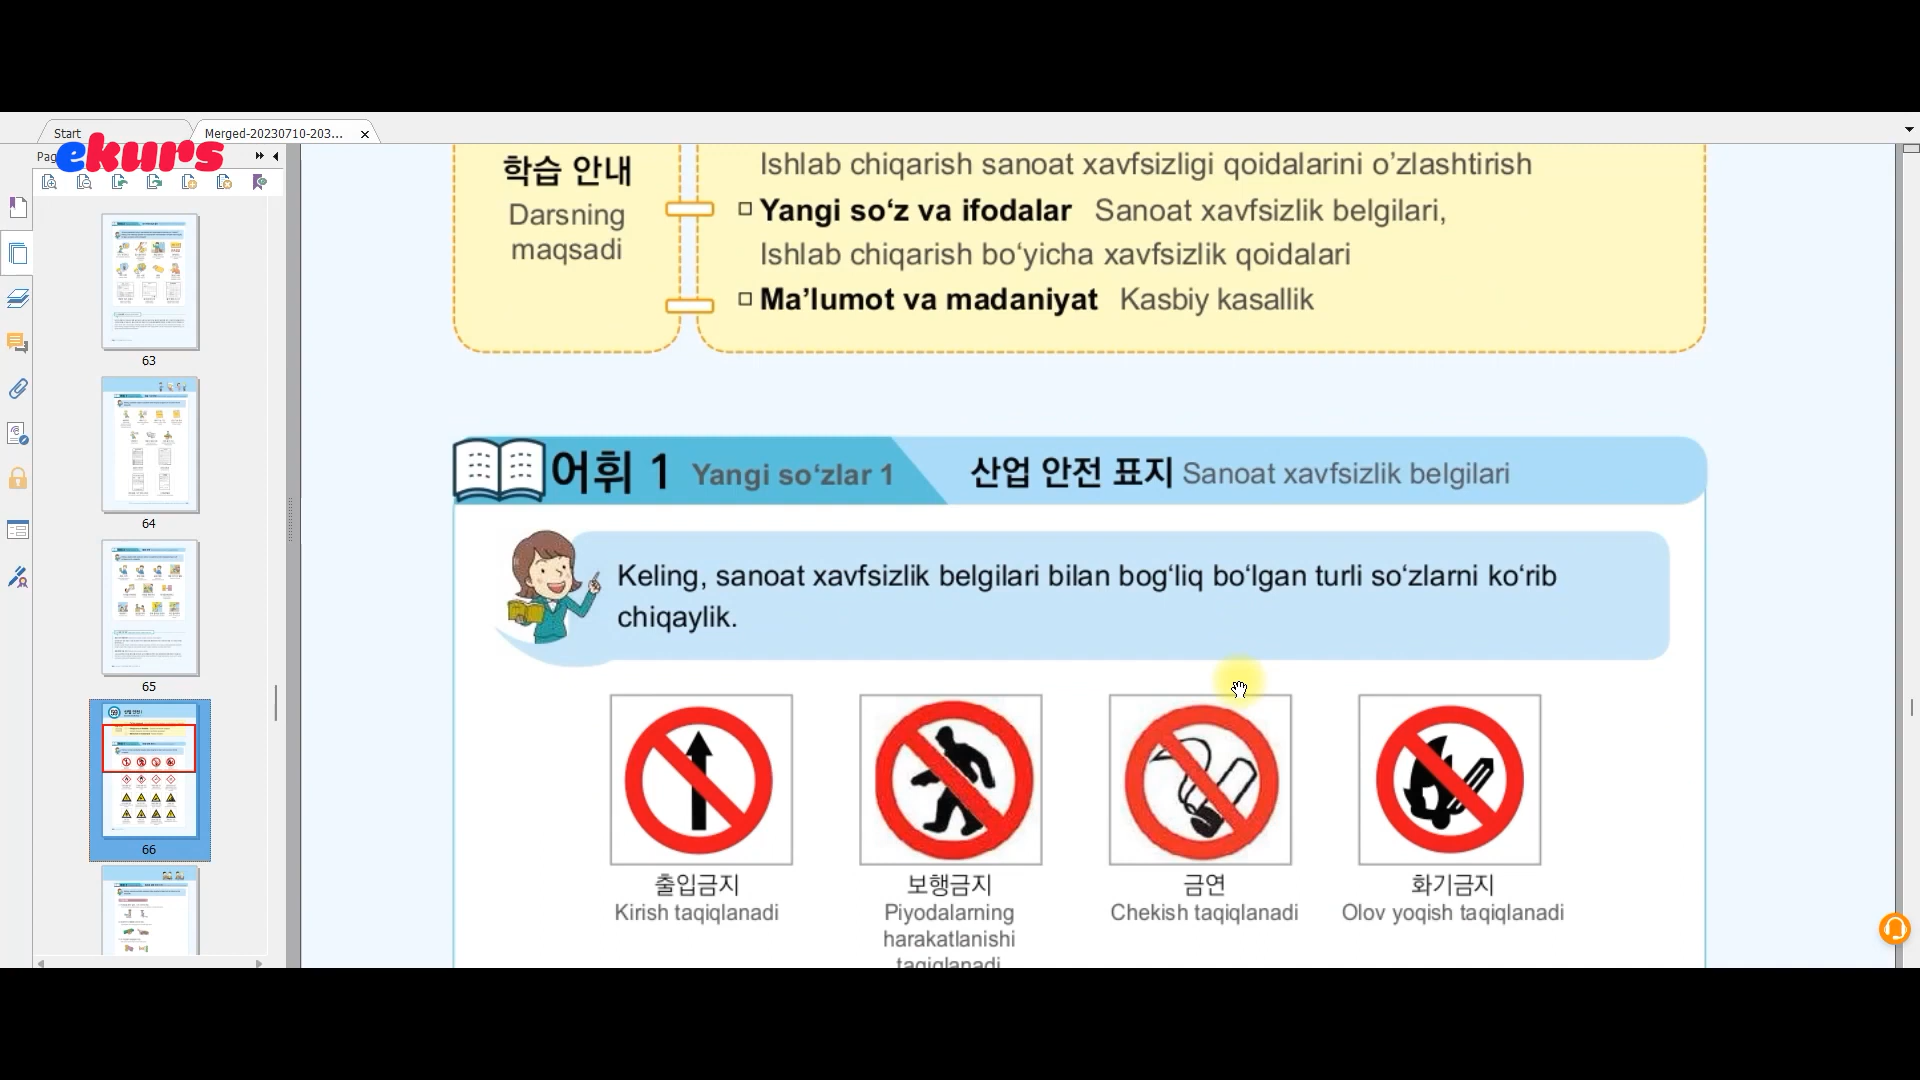 Start
Merged-20230710-203...
Pag
ekurs
63
64
65
66
학습 안내
Darsning
maqsadi
Ishlab chiqarish sanoat xavfsizligi qoidalarini o’zlashtirish
Yangi so‘z va ifodalar Sanoat xavfsizlik belgilari,
Ishlab chiqarish bo‘yicha xavfsizlik qoidalari
Ma’lumot va madaniyat Kasbiy kasallik
어휘 1 Yangi so‘zlar 1 산업 안전 표지 Sanoat xavfsizlik belgilari
Keling, sanoat xavfsizlik belgilari bilan bog‘liq bo‘lgan turli so‘zlarni ko‘rib
chiqaylik.
출입금지
Kirish taqiqlanadi
보행금지
Piyodalarning
harakatlanishi
taqiqlanadi
금연
Chekish taqiqlanadi
화기금지
Olov yoqish taqiqlanadi